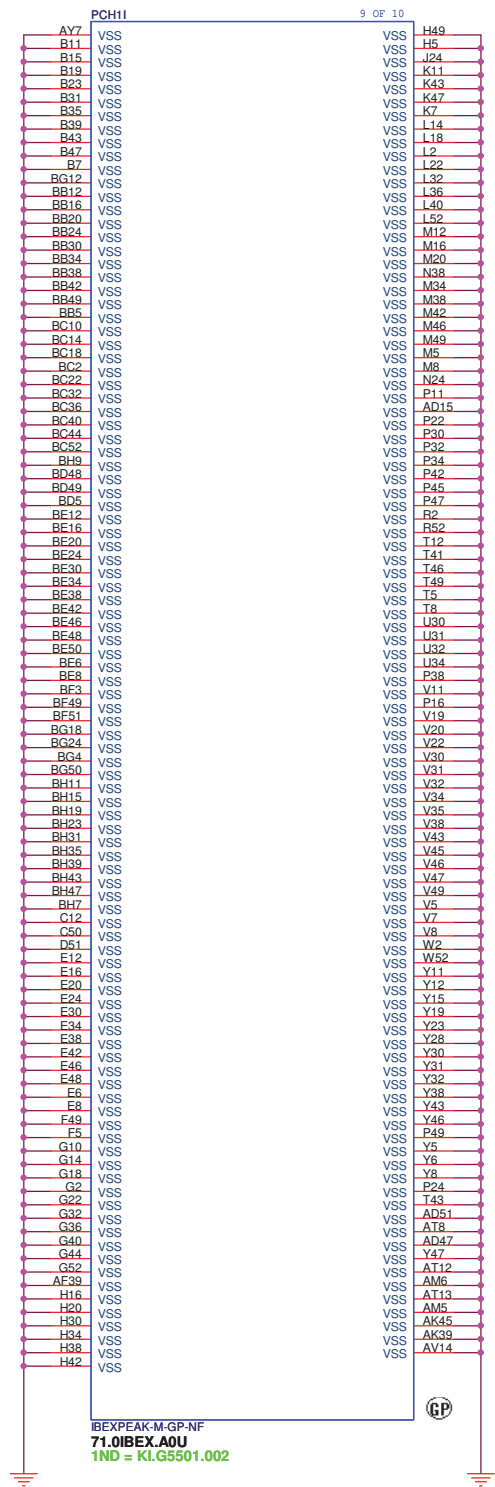 PCH1I 9 OF 10
AY7 VSS VSS H49
B11 VSS VSS H5
B15 VSS VSS J24
B19 VSS VSS K11
B23 VSS VSS K43
B31 VSS VSS K47
B35 VSS VSS K7
B39 VSS VSS L14
B43 VSS VSS L18
B47 VSS VSS L2
B7 VSS VSS L22
BG12 VSS VSS L32
BB12 VSS VSS L36
BB16 VSS VSS L40
BB20 VSS VSS L52
BB24 VSS VSS M12
BB30 VSS VSS M16
BB34 VSS VSS M20
BB38 VSS VSS N38
BB42 VSS VSS M34
BB49 VSS VSS M38
BB5 VSS VSS M42
BC10 VSS VSS M46
BC14 VSS VSS M49
BC18 VSS VSS M5
BC2 VSS VSS M8
BC22 VSS VSS N24
BC32 VSS VSS P11
BC36 VSS VSS AD15
BC40 VSS VSS P22
BC44 VSS VSS P30
BC52 VSS VSS P32
BH9 VSS VSS P34
BD48 VSS VSS P42
BD49 VSS VSS P45
BD5 VSS VSS P47
BE12 VSS VSS R2
BE16 VSS VSS R52
BE20 VSS VSS T12
BE24 VSS VSS T41
BE30 VSS VSS T46
BE34 VSS VSS T49
BE38 VSS VSS T5
BE42 VSS VSS T8
BE46 VSS VSS U30
BE48 VSS VSS U31
BE50 VSS VSS U32
BE6 VSS VSS U34
BE8 VSS VSS P38
BF3 VSS VSS V11
BF49 VSS VSS P16
BF51 VSS VSS V19
BG18 VSS VSS V20
BG24 VSS VSS V22
BG4 VSS VSS V30
BG50 VSS VSS V31
BH11 VSS VSS V32
BH15 VSS VSS V34
BH19 VSS VSS V35
BH23 VSS VSS V38
BH31 VSS VSS V43
BH35 VSS VSS V45
BH39 VSS VSS V46
BH43 VSS VSS V47
BH47 VSS VSS V49
BH7 VSS VSS V5
C12 VSS VSS V7
C50 VSS VSS V8
D51 VSS VSS W2
E12 VSS VSS W52
E16 VSS VSS Y11
E20 VSS VSS Y12
E24 VSS VSS Y15
E30 VSS VSS Y19
E34 VSS VSS Y23
E38 VSS VSS Y28
E42 VSS VSS Y30
E46 VSS VSS Y31
E48 VSS VSS Y32
E6 VSS VSS Y38
E8 VSS VSS Y43
F49 VSS VSS Y46
F5 VSS VSS P49
G10 VSS VSS Y5
G14 VSS VSS Y6
G18 VSS VSS Y8
G2 VSS VSS P24
G22 VSS VSS T43
G32 VSS VSS AD51
G36 VSS VSS AT8
G40 VSS VSS AD47
G44 VSS VSS Y47
G52 VSS VSS AT12
AF39 VSS VSS AM6
H16 VSS VSS AT13
H20 VSS VSS AM5
H30 VSS VSS AK45
H34 VSS VSS AK39
H38 VSS VSS AV14
H42 VSS
GP
IBEXPEAK-M-GP-NF
71.0IBEX.A0U
1ND = KI.G5501.002